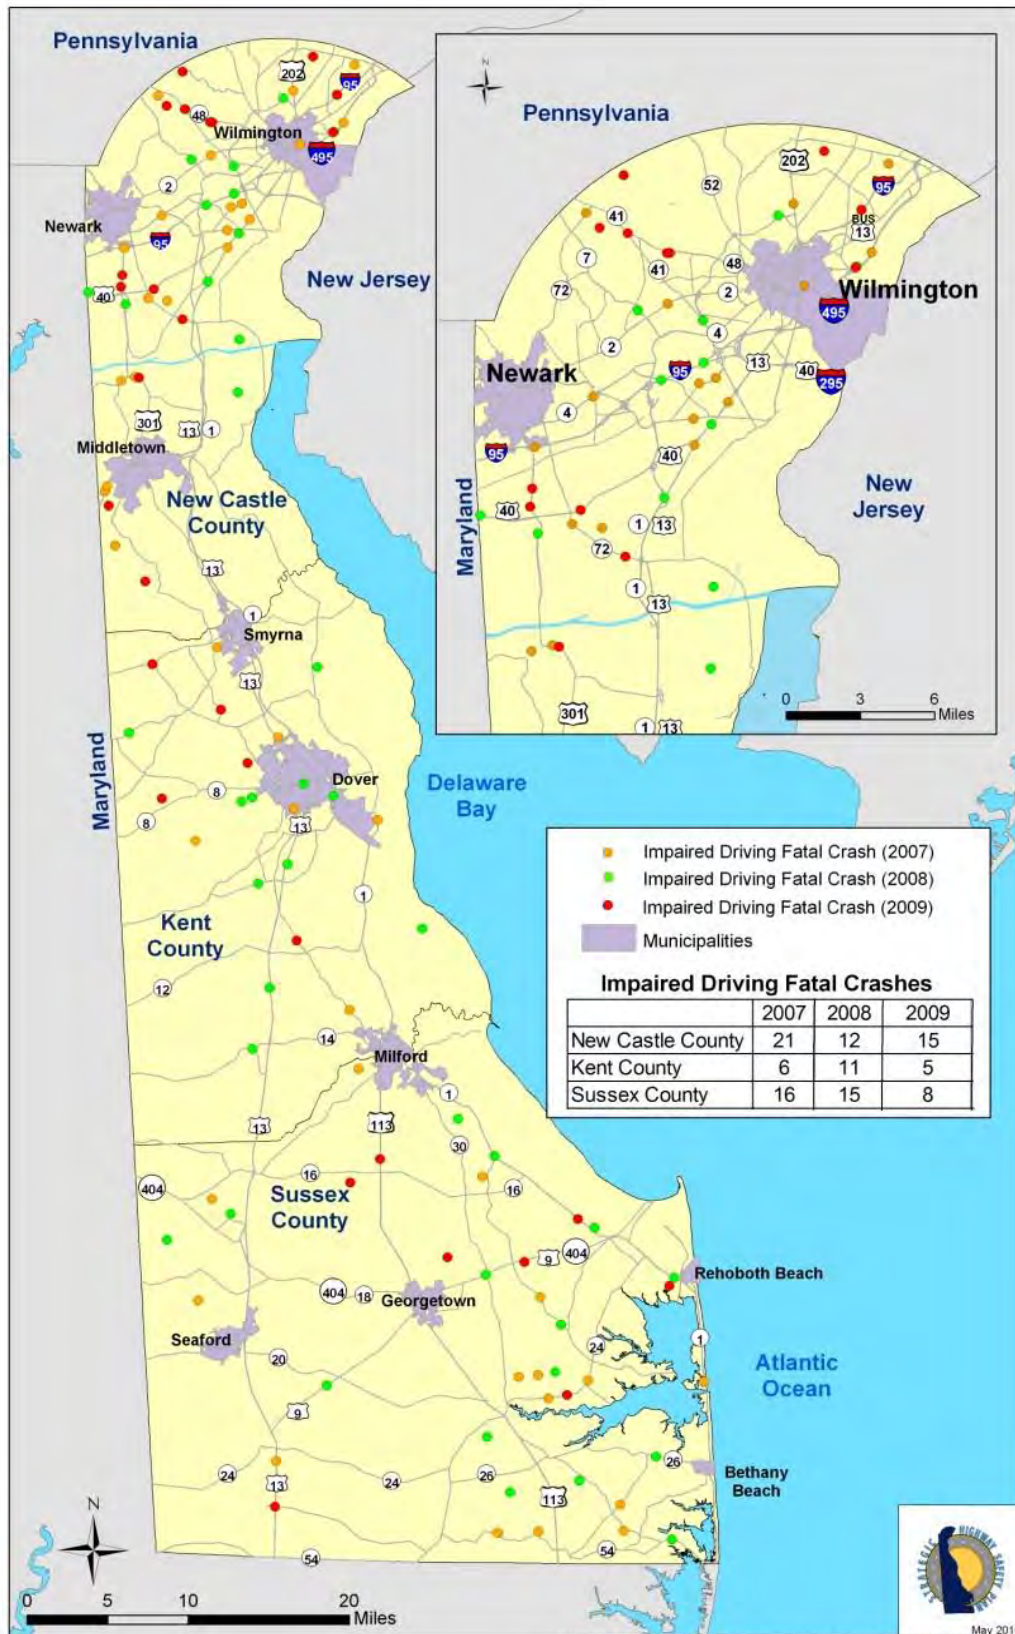 Pennsylvania
202
95
48
Wilmington
495
2
Newark
95
New Jersey
40
301
13
1
Middletown
New Castle
County
13
1
Smyrna
13
Maryland
Dover
8
8
13
1
Kent
County
12
14
Milford
1
13
113
30
404
16
16
Sussex
County
9
404
Rehoboth Beach
404
18
Georgetown
Seaford
24
1
20
9
Atlantic
Ocean
24
13
24
26
26
113
Bethany
Beach
54
54
Delaware
Bay
Pennsylvania
202
52
95
41
BUS
13
7
41
48
72
2
Wilmington
495
4
2
13
40
295
Newark
95
4
95
40
New
Jersey
Maryland
40
1
13
72
1
13
301
1
13
0 3 6
Miles
Impaired Driving Fatal Crash (2007)
Impaired Driving Fatal Crash (2008)
Impaired Driving Fatal Crash (2009)
Municipalities
Impaired Driving Fatal Crashes
2007 2008 2009
New Castle County 21 12 15
Kent County 6 11 5
Sussex County 16 15 8
N
0 5 10 20
Miles
STRATEGIC HIGHWAY SAFETY PLAN